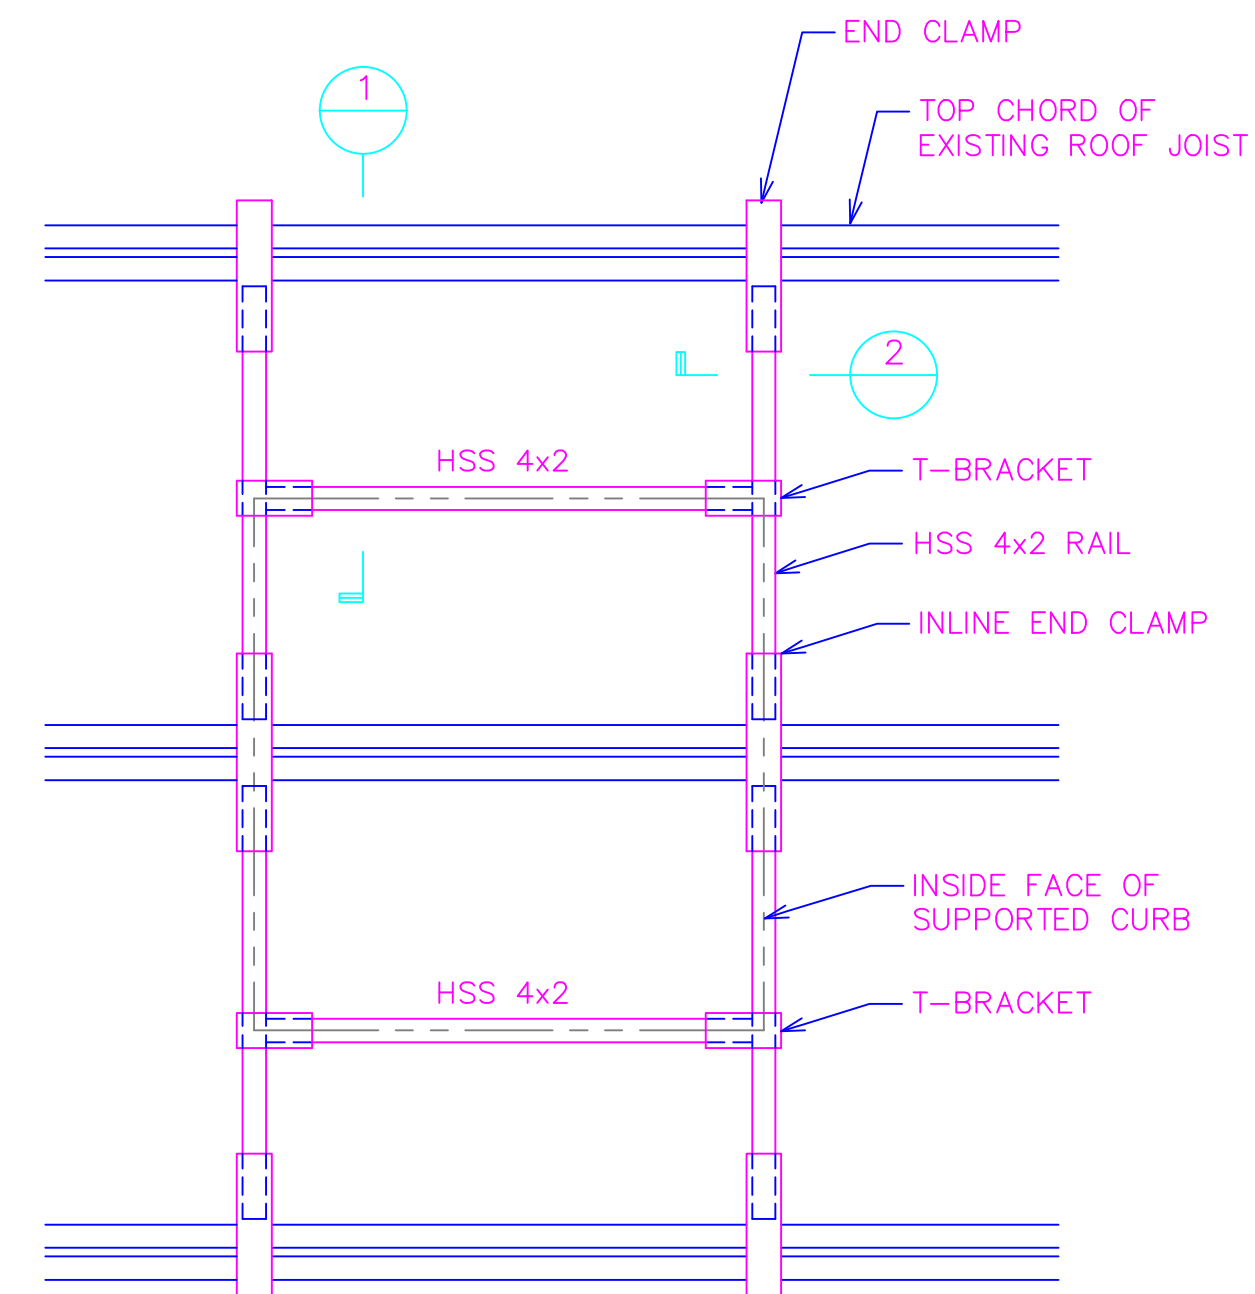 END CLAMP
1
TOP CHORD OF
EXISTING ROOF JOIST
2
HSS 4x2
T-BRACKET
HSS 4x2 RAIL
INLINE END CLAMP
INSIDE FACE OF
SUPPORTED CURB
HSS 4x2
T-BRACKET